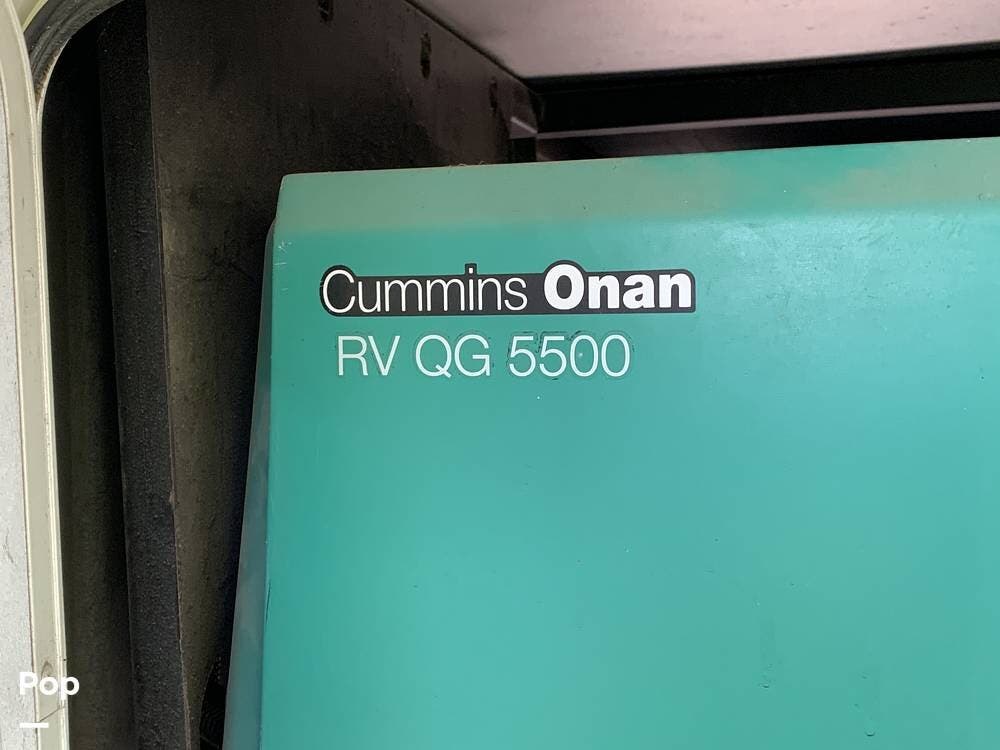 Cummins Onan
RV QG 5500
Pop